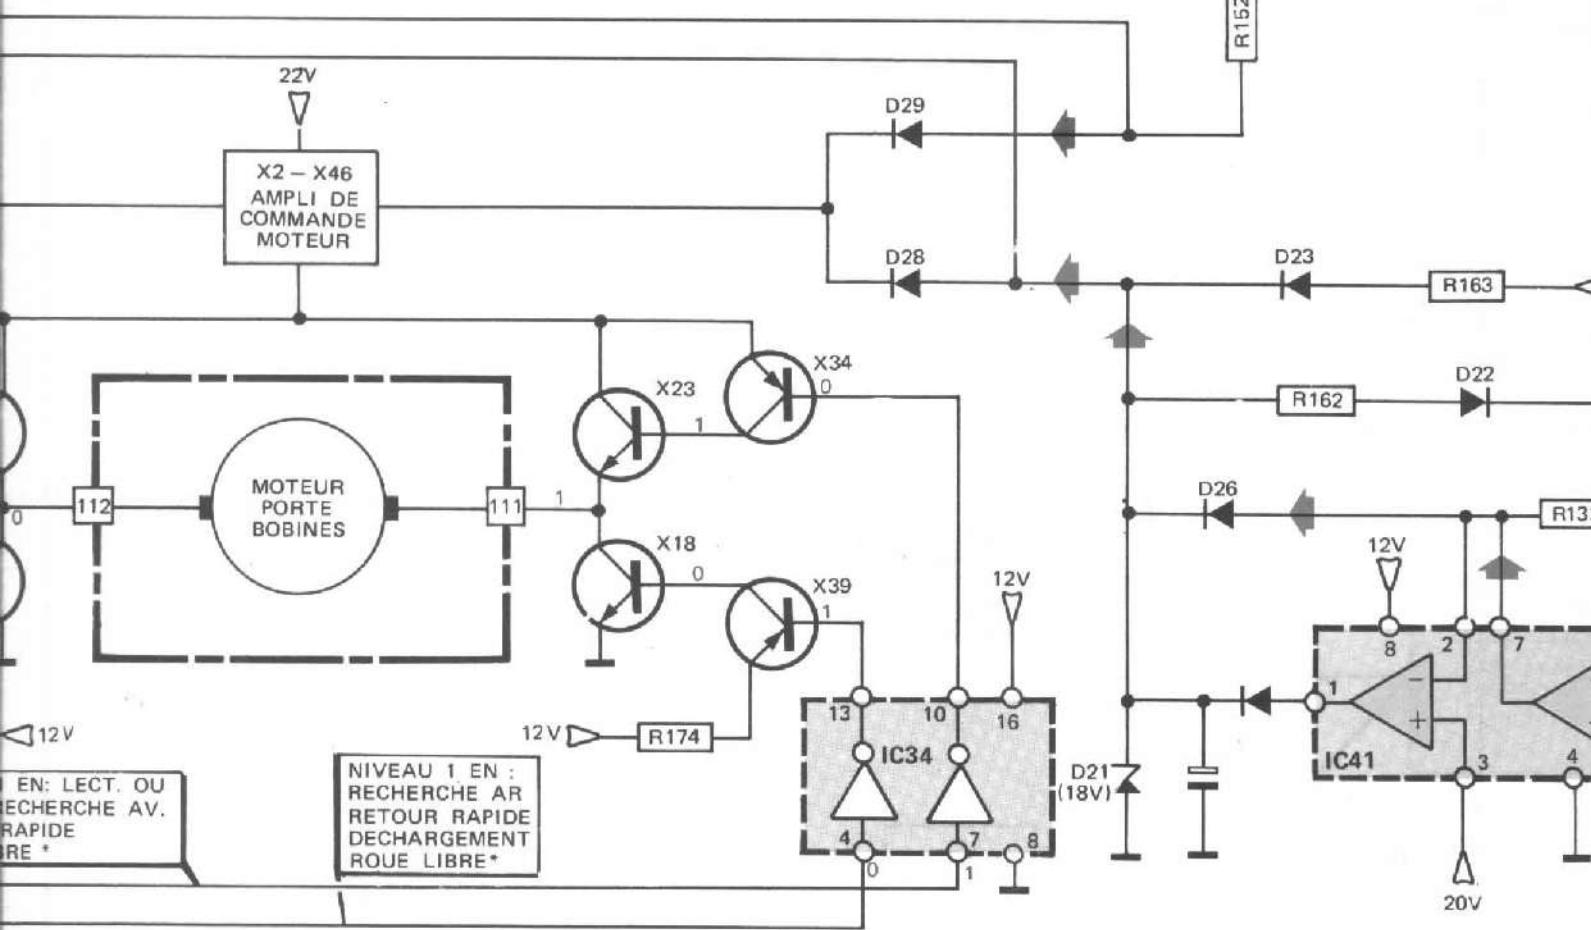 R152
22V
D29
X2 – X46
AMPLI DE
COMMANDE
MOTEUR
D28
D23
R163
X34
0
X23
1
D22
R162
MOTEUR
PORTE
BOBINES
112
0
111
1
D26
R13
12V
X18
0
X39
1
12V
8
2
7
13
10
16
1
–
+
IC41
3
4
12V
12V
R174
IC34
D21
(18V)
EN: LECT. OU
RECHERCHE AV.
RAPIDE
BRE *
NIVEAU 1 EN :
RECHERCHE AR
RETOUR RAPIDE
DECHARGEMENT
ROUE LIBRE*
4
7
8
0
1
20V